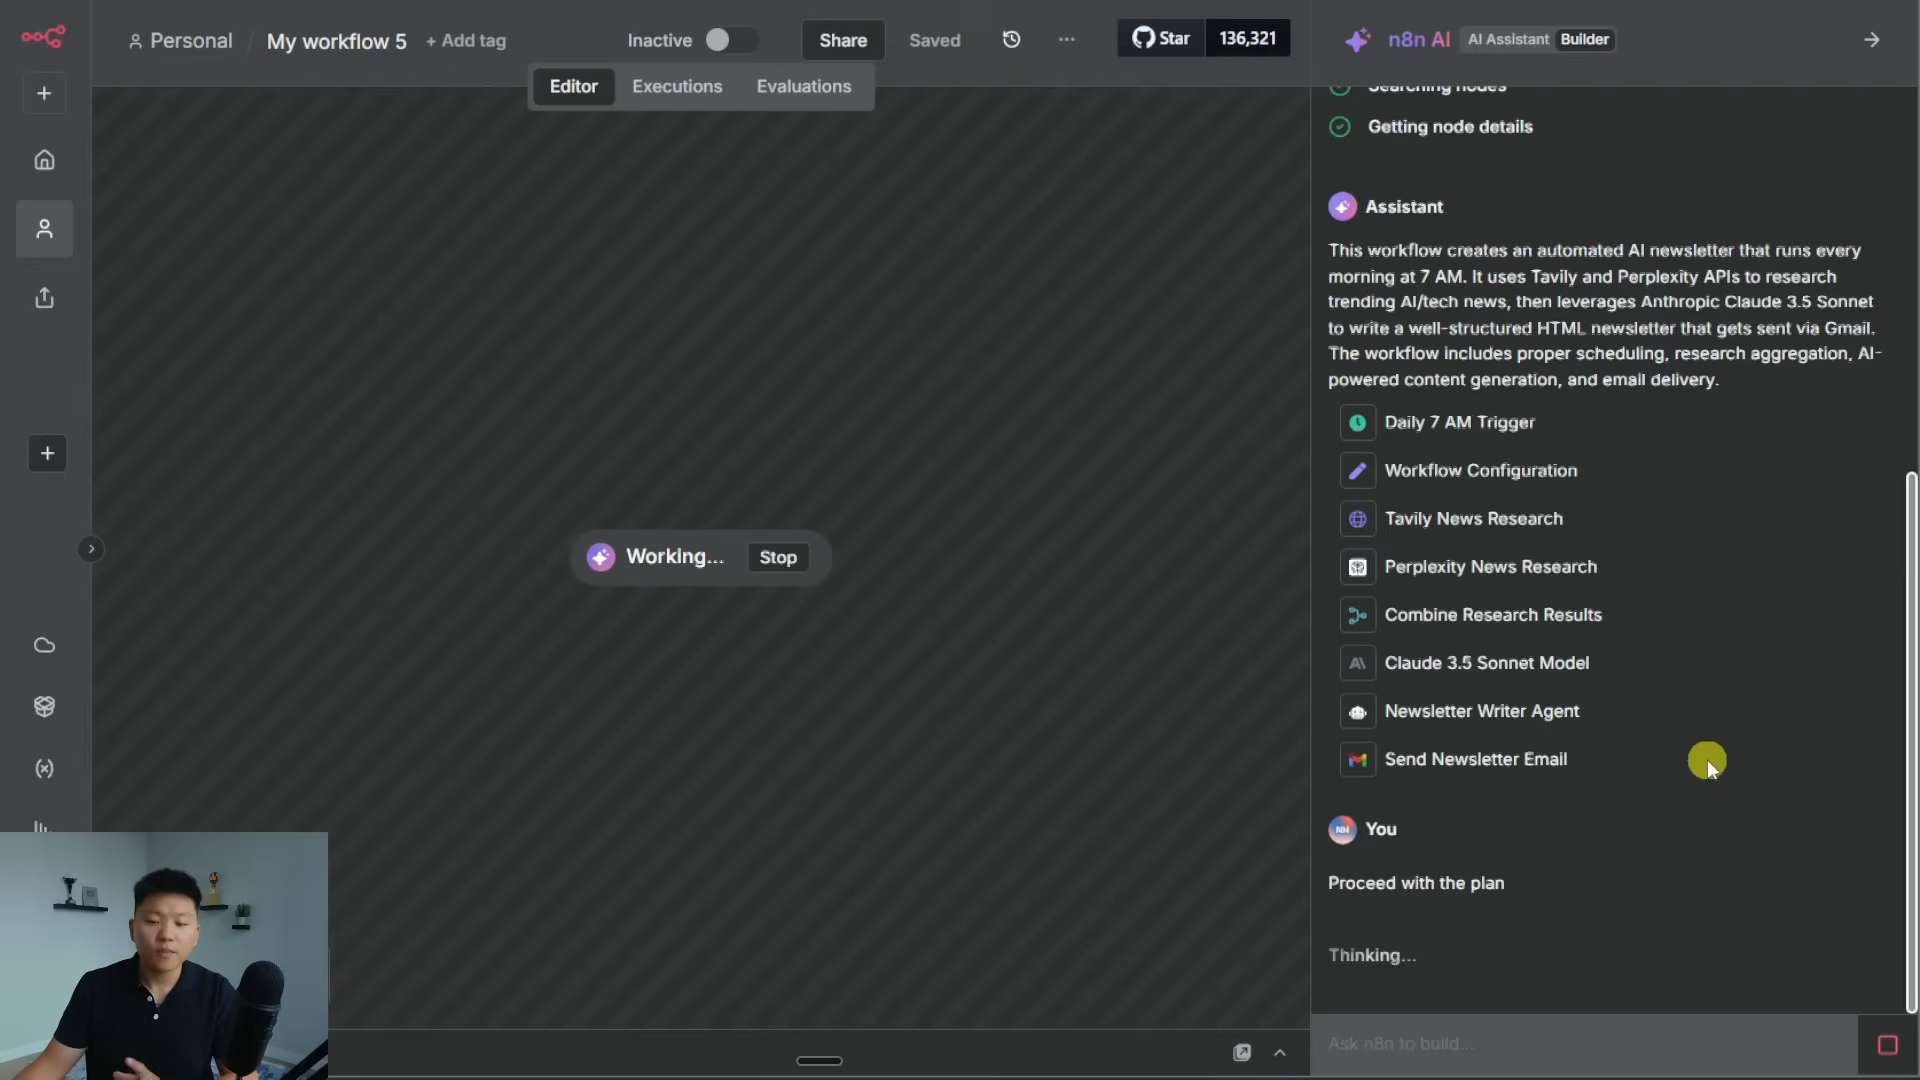 Personal / My workflow 5 + Add tag
Inactive
Share
Saved
Star 136,321
n8n AI
AI Assistant Builder
Editor Executions Evaluations
Searching nodes
Getting node details
Assistant
This workflow creates an automated AI newsletter that runs every
morning at 7 AM. It uses Tavily and Perplexity APIs to research
trending AI/tech news, then leverages Anthropic Claude 3.5 Sonnet
to write a well-structured HTML newsletter that gets sent via Gmail.
The workflow includes proper scheduling, research aggregation, AI-
powered content generation, and email delivery.
Daily 7 AM Trigger
Workflow Configuration
Tavily News Research
Perplexity News Research
Combine Research Results
Claude 3.5 Sonnet Model
Newsletter Writer Agent
Send Newsletter Email
Working... Stop
NH You
Proceed with the plan
Thinking...
Ask n8n to build...